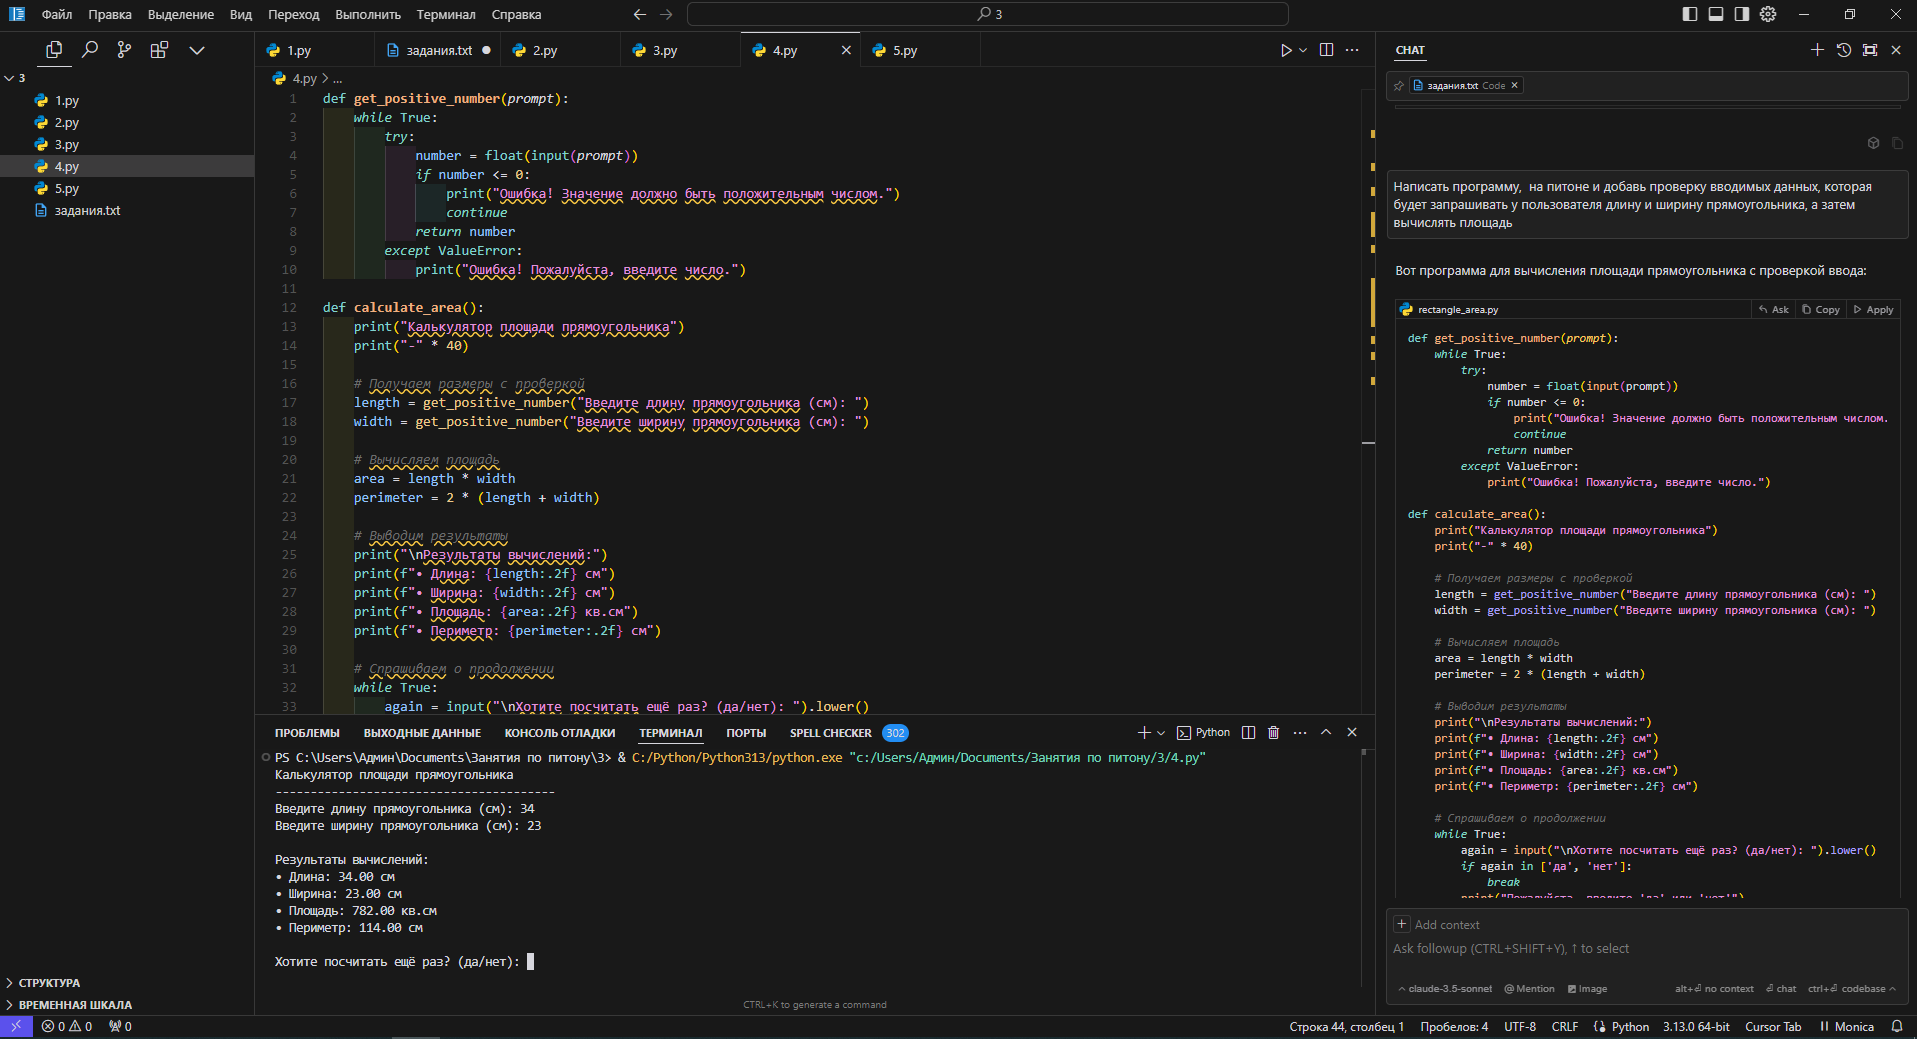 Файл Правка Выделение Вид Переход Выполнить Терминал Справка
3
3
1.py
2.py
3.py
4.py
5.py
задания.txt
СТРУКТУРА
ВРЕМЕННАЯ ШКАЛА
1.py задания.txt 2.py 3.py 4.py 5.py
4.py > ...
1 def get_positive_number(prompt):
2 while True:
3 try:
4 number = float(input(prompt))
5 if number <= 0:
6 print("Ошибка! Значение должно быть положительным числом.")
7 continue
8 return number
9 except ValueError:
10 print("Ошибка! Пожалуйста, введите число.")
11
12 def calculate_area():
13 print("Калькулятор площади прямоугольника")
14 print("-" * 40)
15
16 # Получаем размеры с проверкой
17 length = get_positive_number("Введите длину прямоугольника (см): ")
18 width = get_positive_number("Введите ширину прямоугольника (см): ")
19
20 # Вычисляем площадь
21 area = length * width
22 perimeter = 2 * (length + width)
23
24 # Выводим результаты
25 print("\nРезультаты вычислений:")
26 print(f"• Длина: {length:.2f} см")
27 print(f"• Ширина: {width:.2f} см")
28 print(f"• Площадь: {area:.2f} кв.см")
29 print(f"• Периметр: {perimeter:.2f} см")
30
31 # Спрашиваем о продолжении
32 while True:
33 again = input("\nХотите посчитать ещё раз? (да/нет): ").lower()
ПРОБЛЕМЫ ВЫХОДНЫЕ ДАННЫЕ КОНСОЛЬ ОТЛАДКИ ТЕРМИНАЛ ПОРТЫ SPELL CHECKER 302
Python
PS C:\Users\Админ\Documents\Занятия по питону\3> & C:/Python/Python313/python.exe "c:/Users/Админ/Documents/Занятия по питону/3/4.py"
Калькулятор площади прямоугольника
----------------------------------------
Введите длину прямоугольника (см): 34
Введите ширину прямоугольника (см): 23
Результаты вычислений:
• Длина: 34.00 см
• Ширина: 23.00 см
• Площадь: 782.00 кв.см
• Периметр: 114.00 см
Хотите посчитать ещё раз? (да/нет):
CTRL+K to generate a command
CHAT
задания.txt Code
Написать программу, на питоне и добавь проверку вводимых данных, которая
будет запрашивать у пользователя длину и ширину прямоугольника, а затем
вычислять площадь
Вот программа для вычисления площади прямоугольника с проверкой ввода:
rectangle_area.py Ask Copy Apply
def get_positive_number(prompt):
while True:
try:
number = float(input(prompt))
if number <= 0:
print("Ошибка! Значение должно быть положительным числом.
continue
return number
except ValueError:
print("Ошибка! Пожалуйста, введите число.")
def calculate_area():
print("Калькулятор площади прямоугольника")
print("-" * 40)
# Получаем размеры с проверкой
length = get_positive_number("Введите длину прямоугольника (см): ")
width = get_positive_number("Введите ширину прямоугольника (см): ")
# Вычисляем площадь
area = length * width
perimeter = 2 * (length + width)
# Выводим результаты
print("\nРезультаты вычислений:")
print(f"• Длина: {length:.2f} см")
print(f"• Ширина: {width:.2f} см")
print(f"• Площадь: {area:.2f} кв.см")
print(f"• Периметр: {perimeter:.2f} см")
# Спрашиваем о продолжении
while True:
again = input("\nХотите посчитать ещё раз? (да/нет): ").lower()
if again in ['да', 'нет']:
break
print("Пожалуйста, введите 'да' или 'нет'")
Add context
Ask followup (CTRL+SHIFT+Y), ↑ to select
claude-3.5-sonnet @ Mention Image alt+⏎ no context ⏎ chat ctrl+⏎ codebase
0 0 0
Строка 44, столбец 1 Пробелов: 4 UTF-8 CRLF Python 3.13.0 64-bit Cursor Tab Monica